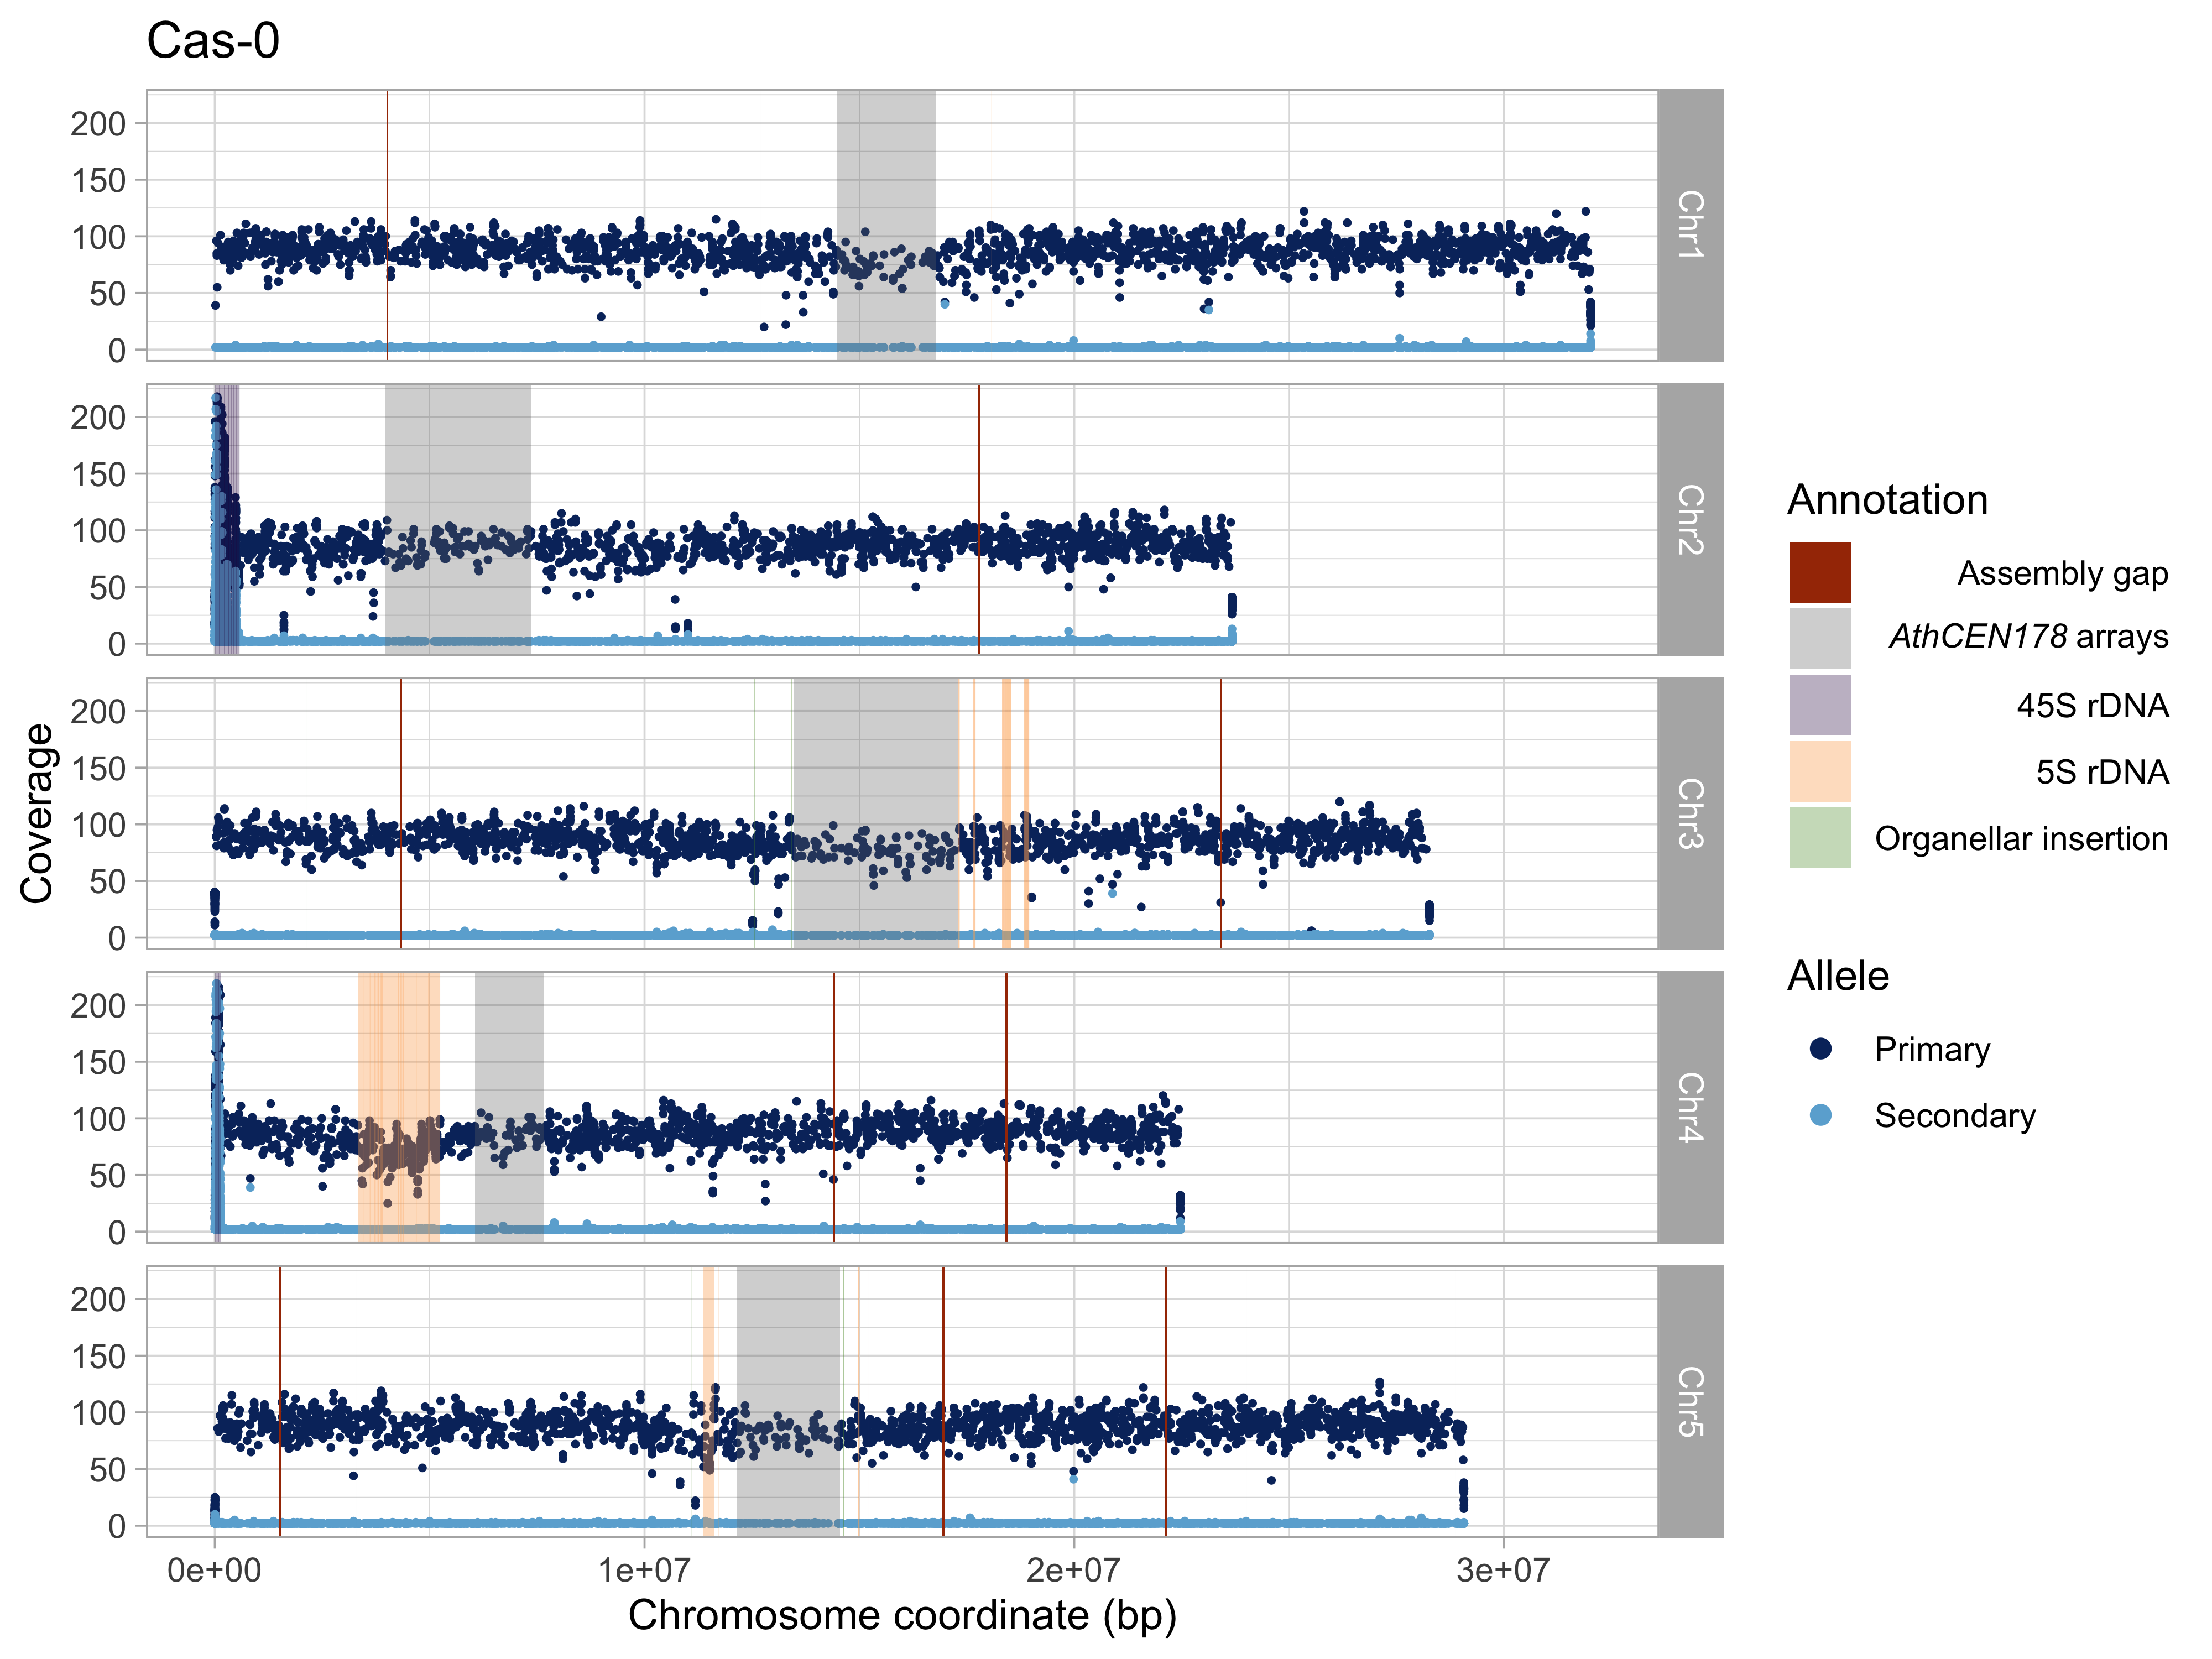 Cas-0
200
150
100
50
0
Chr1
200
150
100
50
0
Chr2
200
150
100
50
0
Chr3
200
150
100
50
0
Chr4
200
150
100
50
0
Chr5
Coverage
0e+00 1e+07 2e+07 3e+07
Chromosome coordinate (bp)
Annotation
Assembly gap
AthCEN178 arrays
45S rDNA
5S rDNA
Organellar insertion
Allele
Primary
Secondary